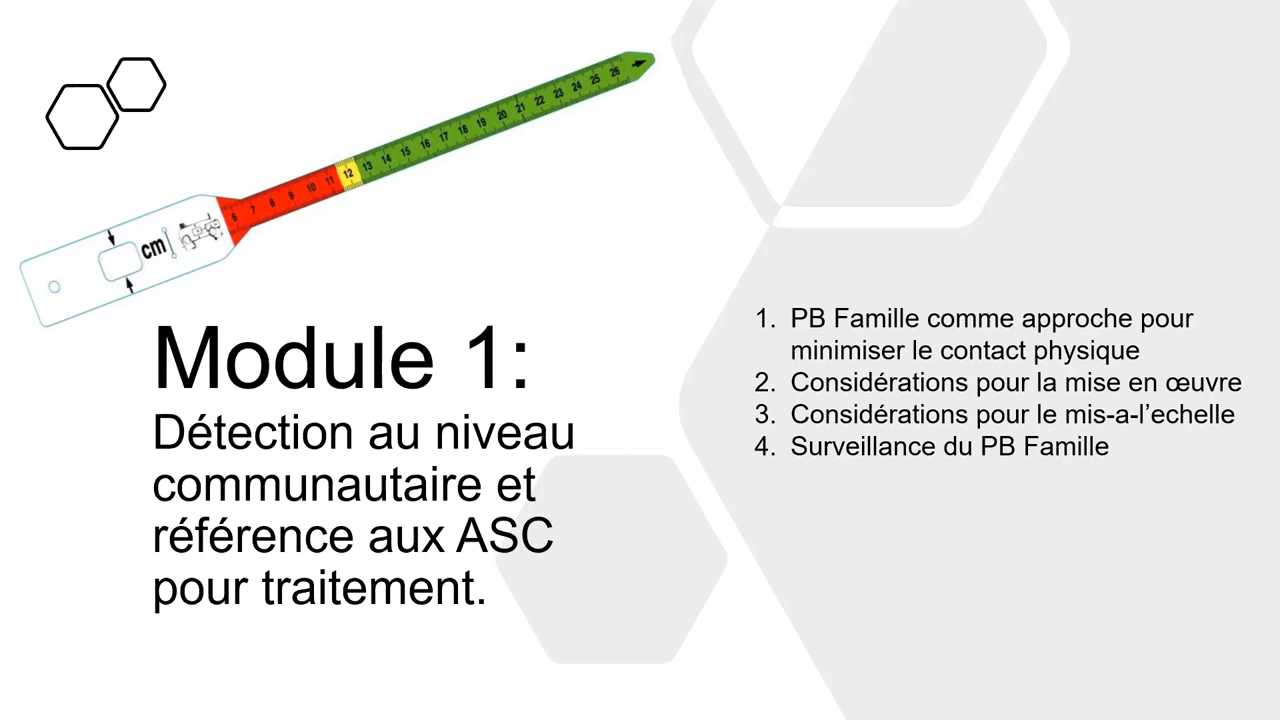 6 7 8 9 10 11 12 13 14 15 16 17 18 19 20 21 22 23 24 25 26
cm
Module 1:
Détection au niveau
communautaire et
référence aux ASC
pour traitement.
1. PB Famille comme approche pour
minimiser le contact physique
2. Considérations pour la mise en œuvre
3. Considérations pour le mis-a-l’echelle
4. Surveillance du PB Famille